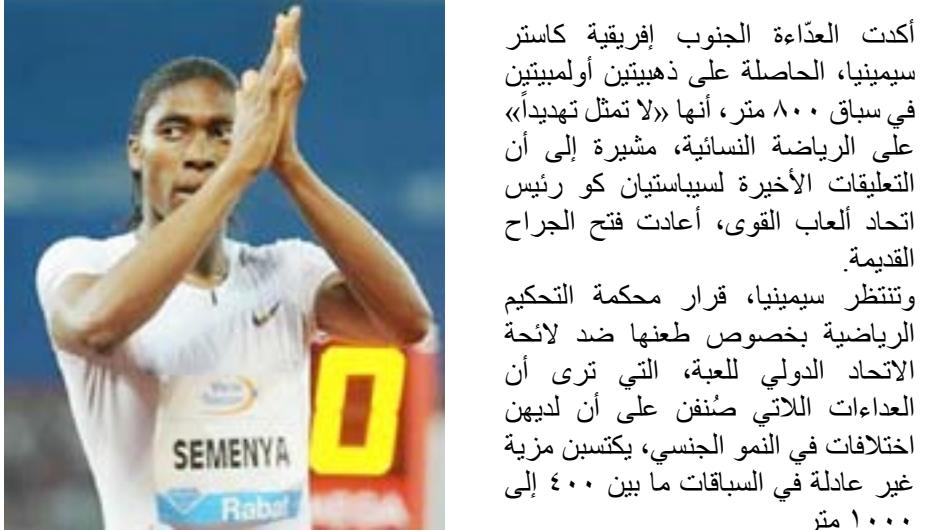 أكدت العدّاءة الجنوب إفريقية كاستر
سيمينيا، الحاصلة على ذهبيتين أولمبيتين
في سباق ٨٠٠ متر، أنها «لا تمثل تهديداً»
على الرياضة النسائية، مشيرة إلى أن
التعليقات الأخيرة لسيباستيان كو رئيس
اتحاد ألعاب القوى، أعادت فتح الجراح
القديمة.
وتنتظر سيمينيا، قرار محكمة التحكيم
الرياضية بخصوص طعنها ضد لائحة
الاتحاد الدولي للعبة، التي ترى أن
العداءات اللاتي صُنفن على أن لديهن
اختلافات في النمو الجنسي، يكتسبن مزية
غير عادلة في السباقات ما بين ٤٠٠ إلى
١٠٠٠ متر
0
SEMENYA
Rabat